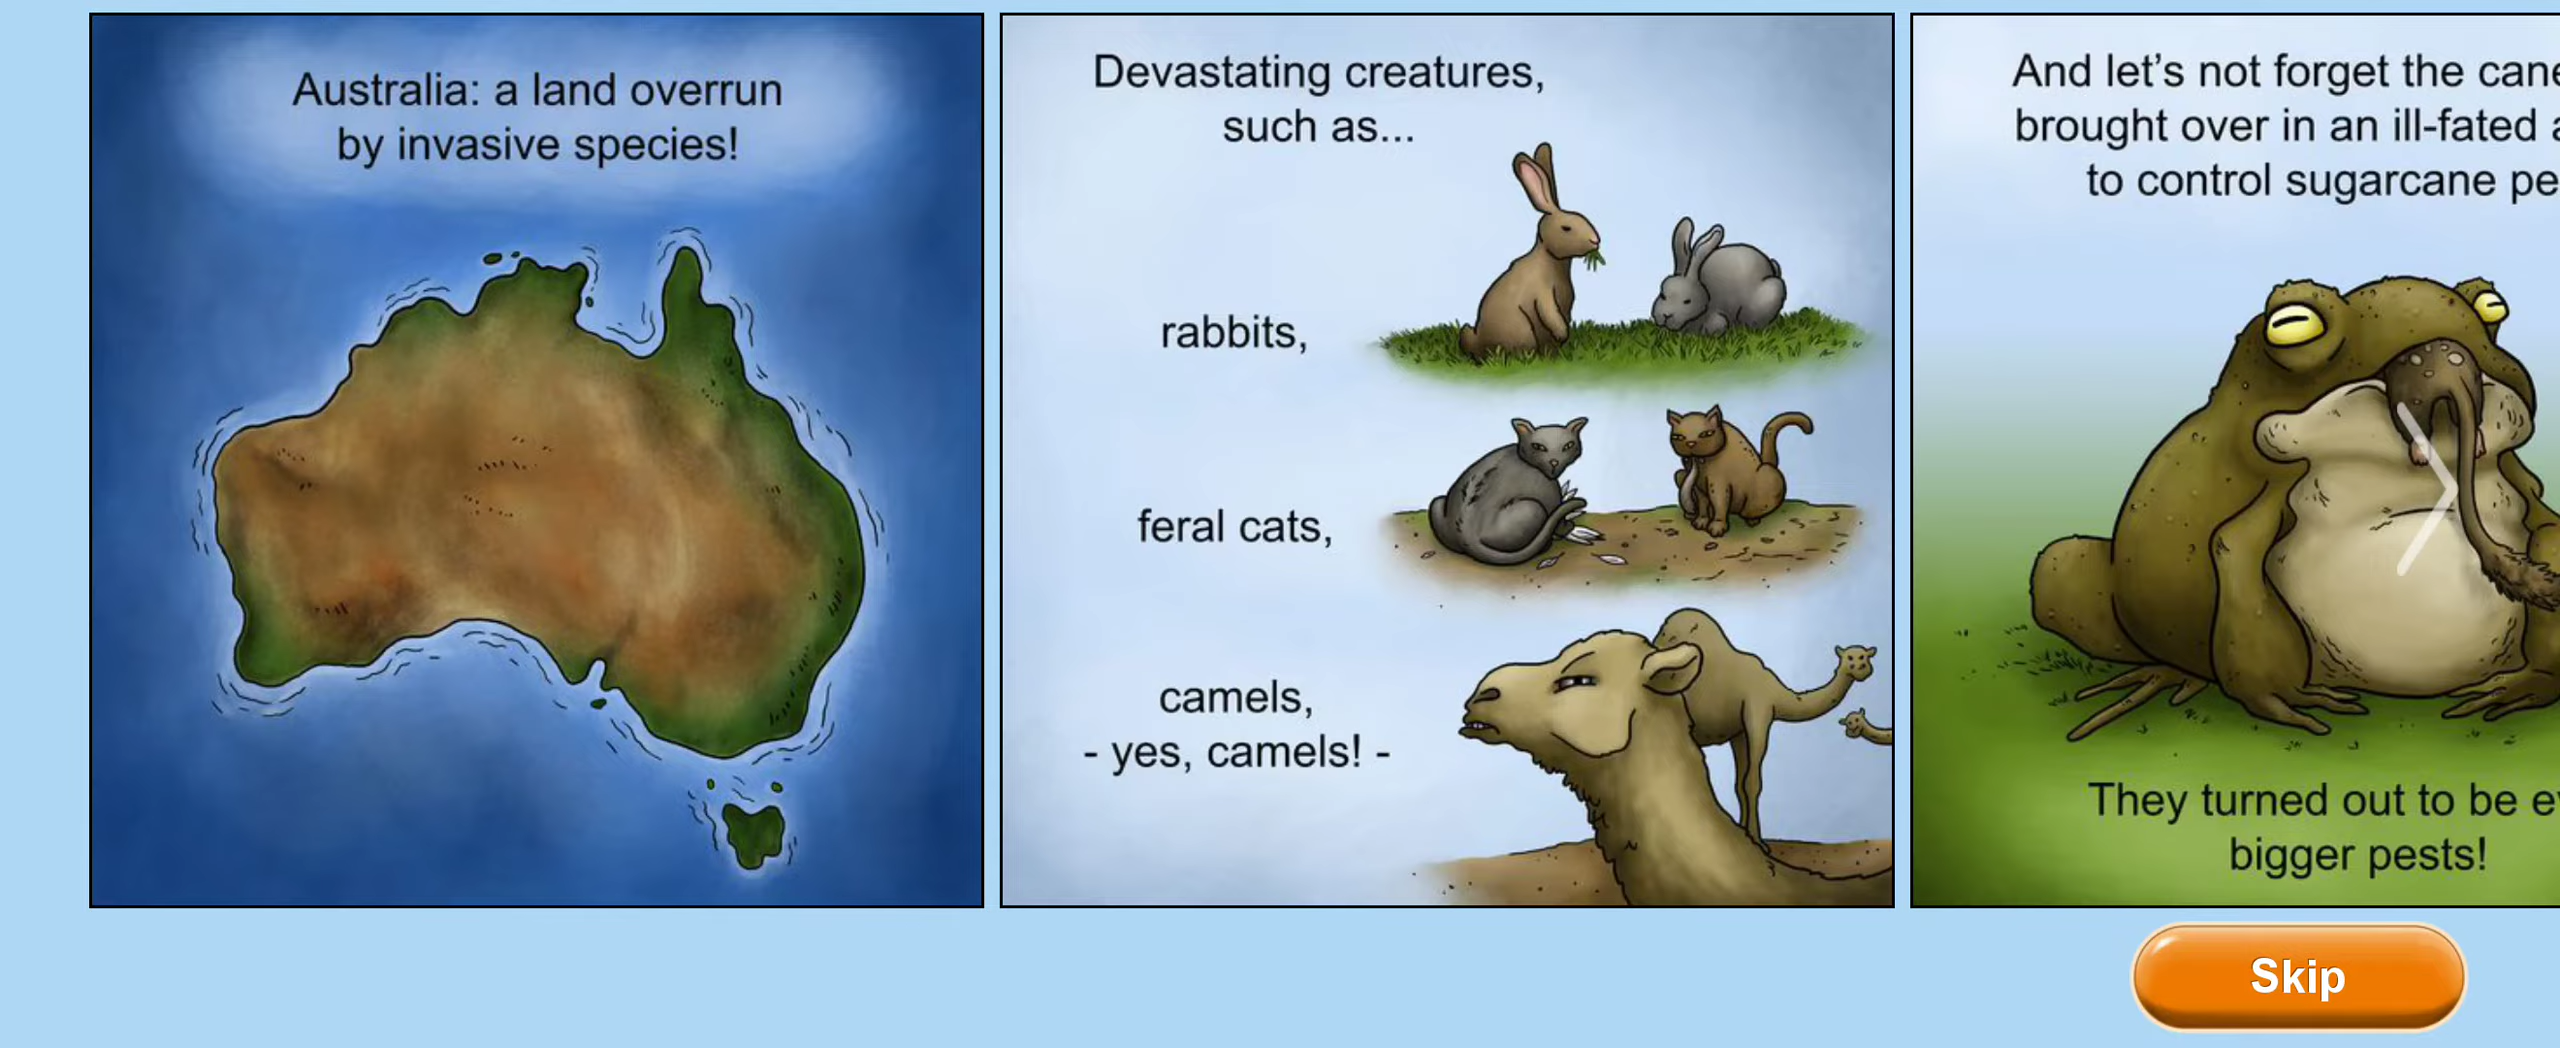 Australia: a land overrun
by invasive species!
Devastating creatures,
such as...
rabbits,
feral cats,
camels,
- yes, camels! -
And let's not forget the
brought over in an ill-fated
to control sugarcane
They turned out to be
bigger pests!
Skip